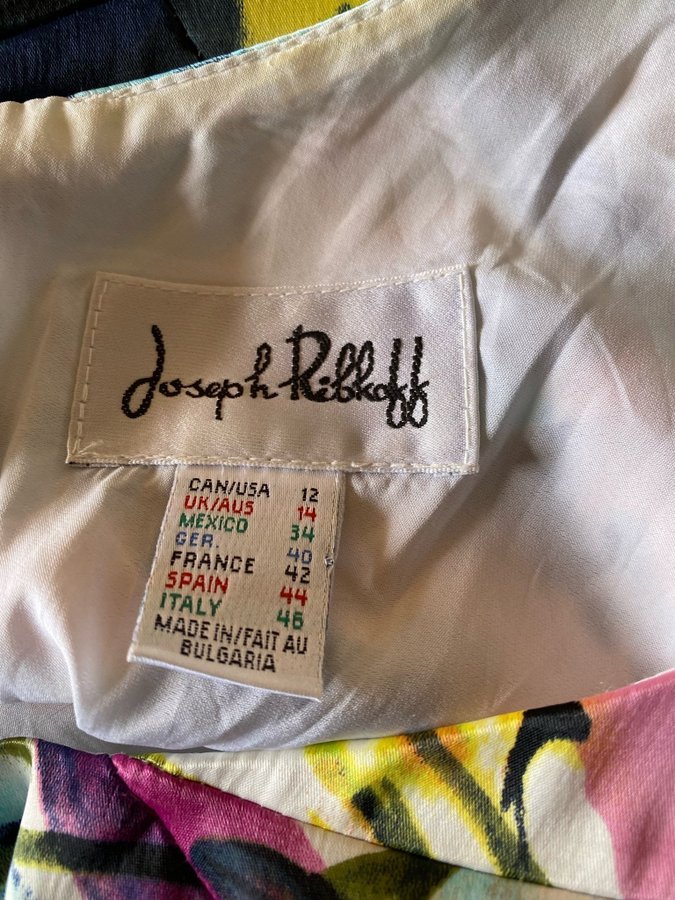 Joseph Ribkoff
CAN/USA 12
UK/AUS 14
MEXICO 34
GER. 40
FRANCE 42
SPAIN 44
ITALY 46
MADE IN/FAIT AU
BULGARIA